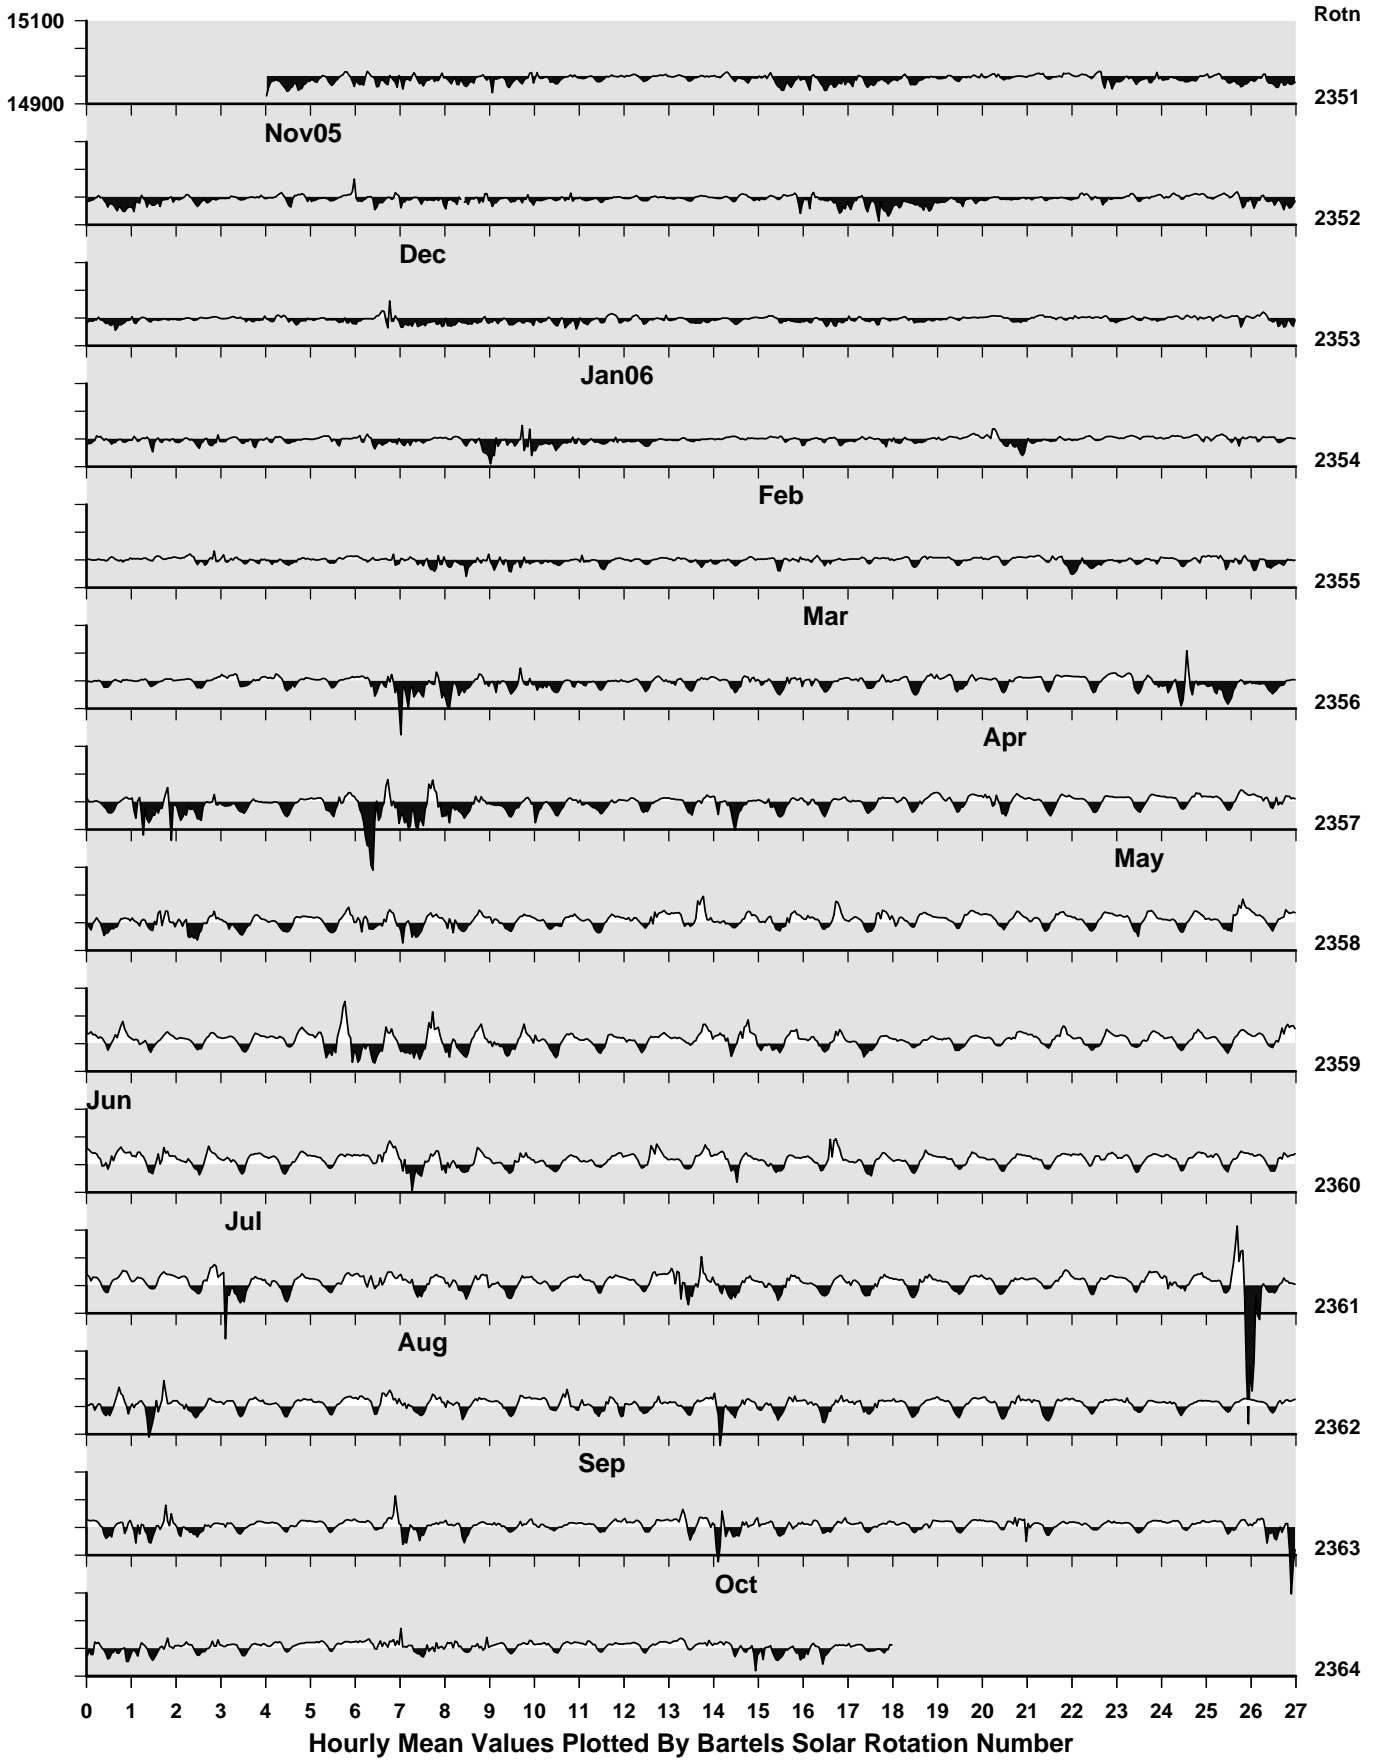 15100
Rotn
14900
2351
Nov05
2352
Dec
2353
Jan06
2354
Feb
2355
Mar
2356
Apr
2357
May
2358
2359
Jun
2360
Jul
2361
Aug
2362
Sep
2363
Oct
2364
0 1 2 3 4 5 6 7 8 9 10 11 12 13 14 15 16 17 18 19 20 21 22 23 24 25 26 27
Hourly Mean Values Plotted By Bartels Solar Rotation Number